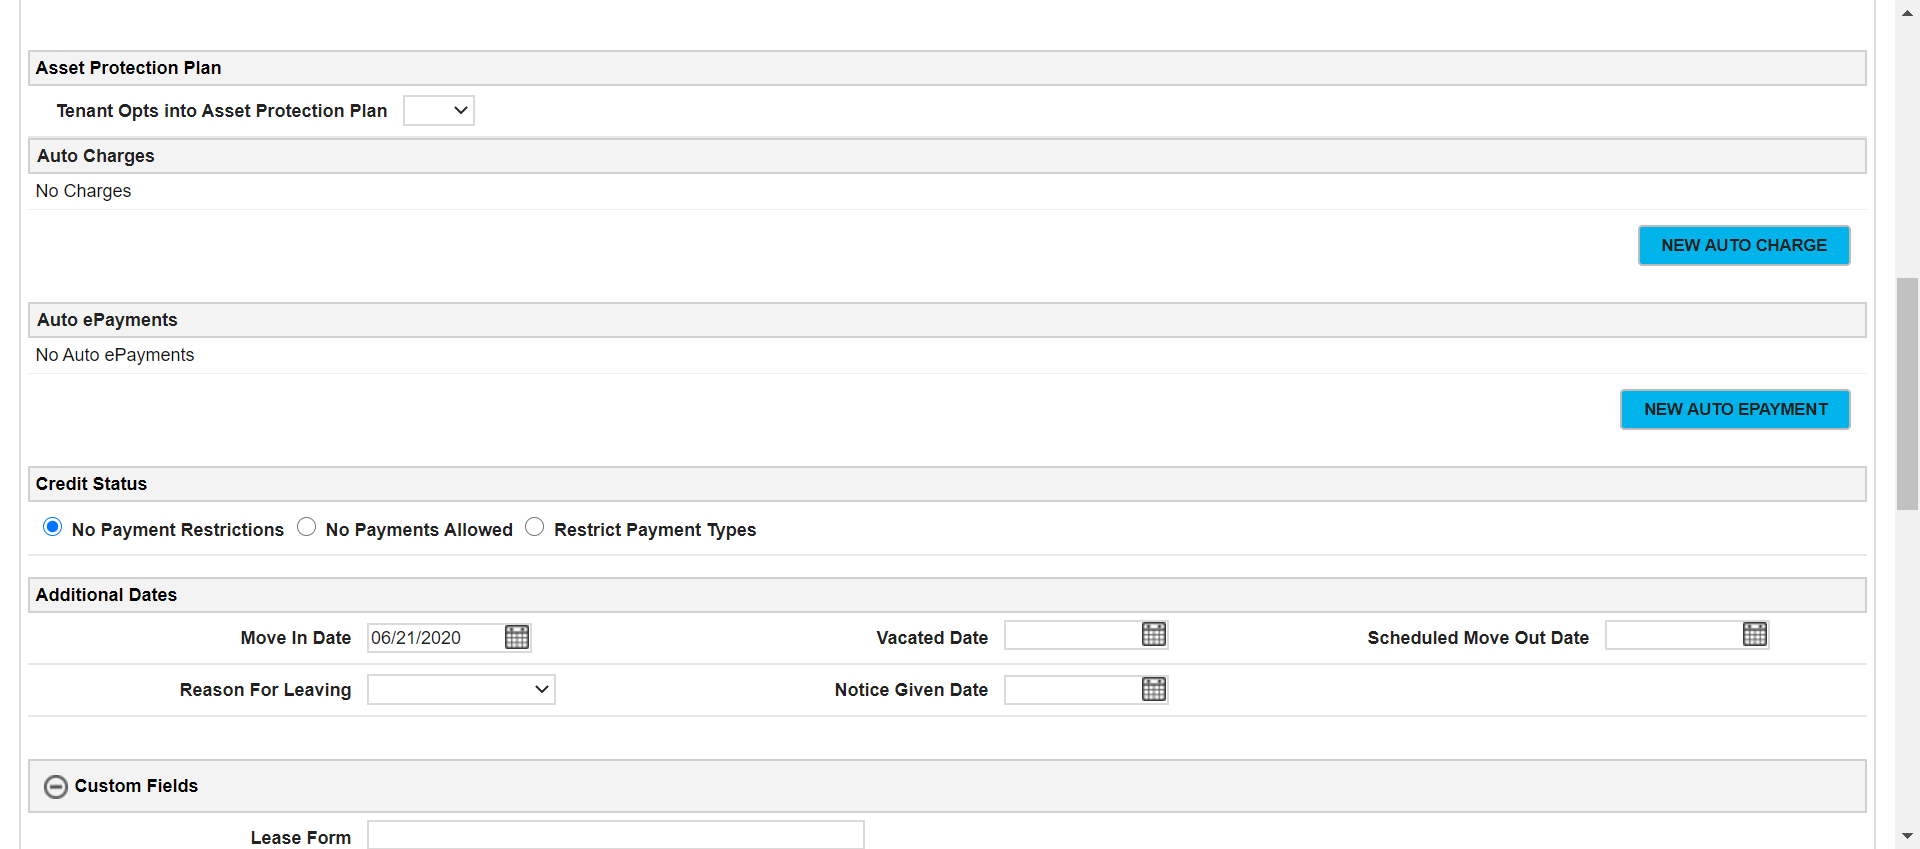 Asset Protection Plan
Tenant Opts into Asset Protection Plan
Auto Charges
No Charges
NEW AUTO CHARGE
Auto ePayments
No Auto ePayments
NEW AUTO EPAYMENT
Credit Status
No Payment Restrictions No Payments Allowed Restrict Payment Types
Additional Dates
Move In Date 06/21/2020 Vacated Date Scheduled Move Out Date
Reason For Leaving Notice Given Date
Custom Fields
Lease Form